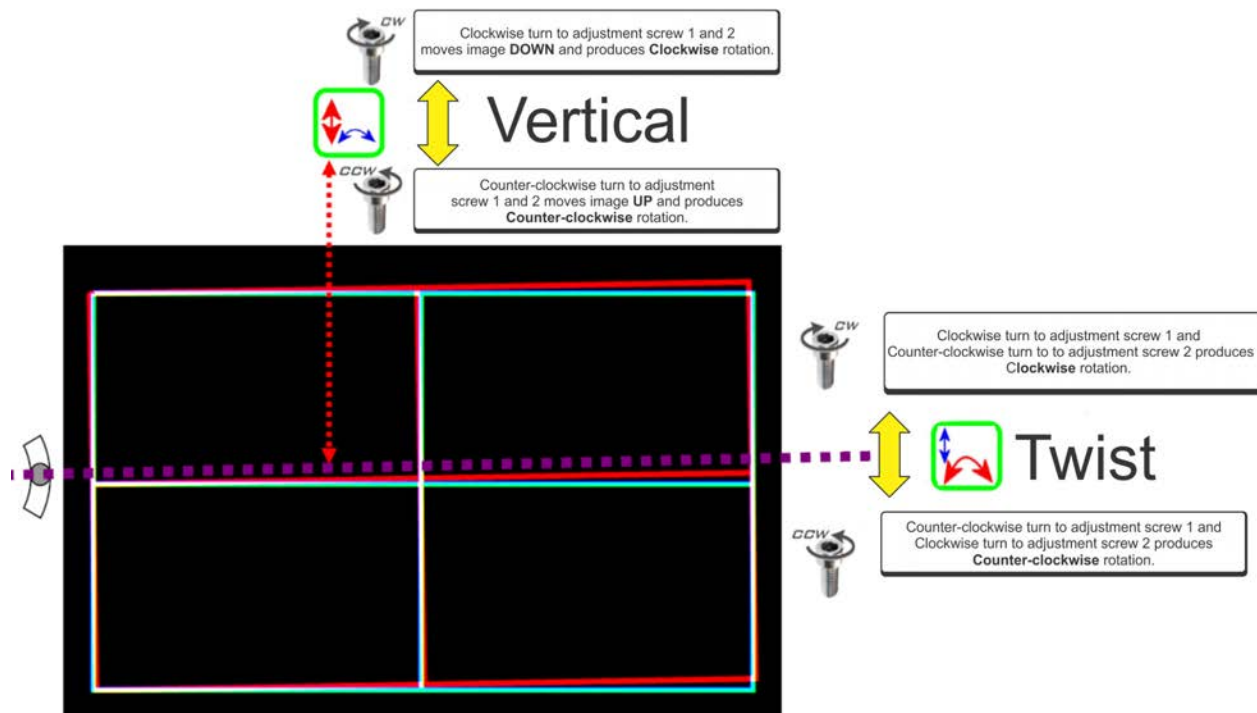 CW
Clockwise turn to adjustment screw 1 and 2
moves image DOWN and produces Clockwise rotation.
Vertical
CCW
Counter-clockwise turn to adjustment
screw 1 and 2 moves image UP and produces
Counter-clockwise rotation.
CW
Clockwise turn to adjustment screw 1 and
Counter-clockwise turn to to adjustment screw 2 produces
Clockwise rotation.
Twist
CCW
Counter-clockwise turn to adjustment screw 1 and
Clockwise turn to adjustment screw 2 produces
Counter-clockwise rotation.